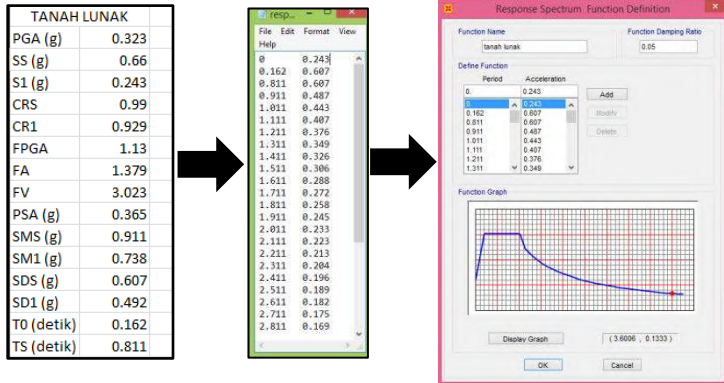 TANAH LUNAK
PGA (g) 0.323
SS (g) 0.66
S1 (g) 0.243
CRS 0.99
CR1 0.929
FPGA 1.13
FA 1.379
FV 3.023
PSA (g) 0.365
SMS (g) 0.911
SM1 (g) 0.738
SDS (g) 0.607
SD1 (g) 0.492
T0 (detik) 0.162
TS (detik) 0.811
resp...
File Edit Format View
Help
0 0.243
0.162 0.607
0.811 0.607
0.911 0.487
1.011 0.443
1.111 0.407
1.211 0.376
1.311 0.349
1.411 0.326
1.511 0.306
1.611 0.288
1.711 0.272
1.811 0.258
1.911 0.245
2.011 0.233
2.111 0.223
2.211 0.213
2.311 0.204
2.411 0.196
2.511 0.189
2.611 0.182
2.711 0.175
2.811 0.169
Response Spectrum Function Definition
Function Name Function Damping Ratio
tanah lunak 0.05
Define Function
Period Acceleration
0. 0.243 Add
0. 0.243
0.162 0.607 Modify
0.811 0.607
0.911 0.487 Delete
1.011 0.443
1.111 0.407
1.211 0.376
1.311 0.349
Function Graph
Display Graph (3.6006 , 0.1333)
OK Cancel